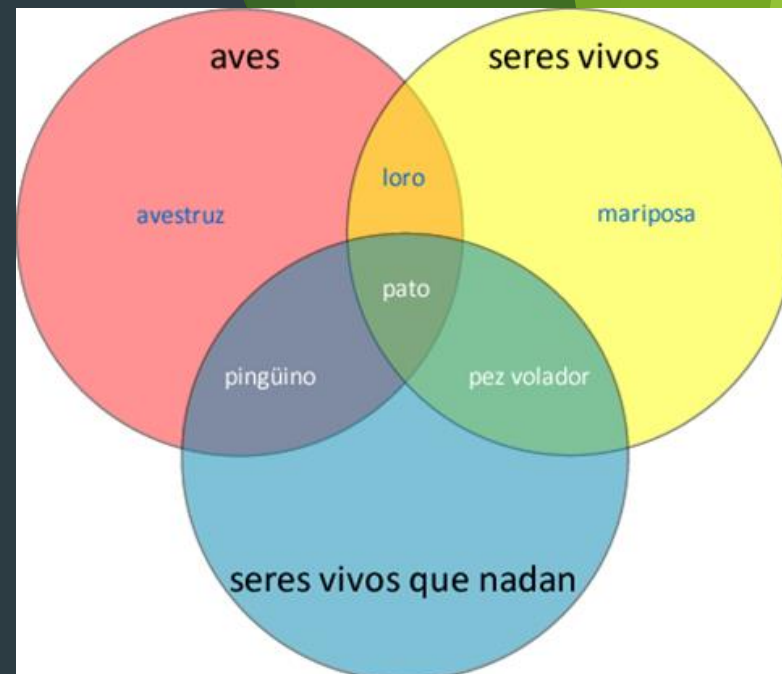 aves
seres vivos
loro
avestruz
mariposa
pato
pingüino
pez volador
seres vivos que nadan